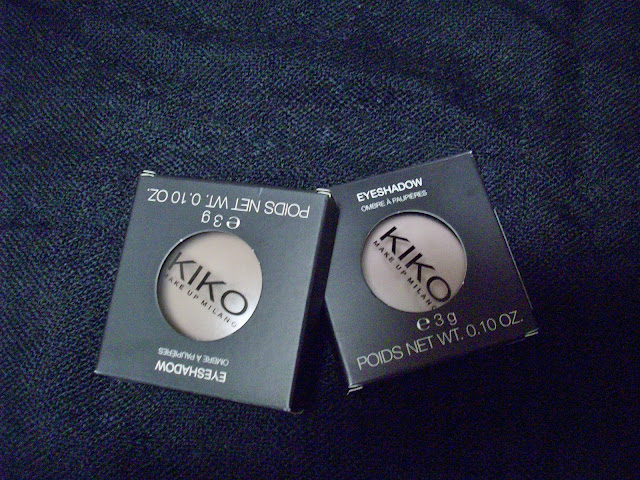 POIDS NET WT. 0.10 OZ.
℮ 3 g
KIKO
MAKE UP MILANO
OMBRE À PAUPIÈRES
EYESHADOW
EYESHADOW
OMBRE À PAUPIÈRES
KIKO
MAKE UP MILANO
℮ 3 g
POIDS NET WT. 0.10 OZ.